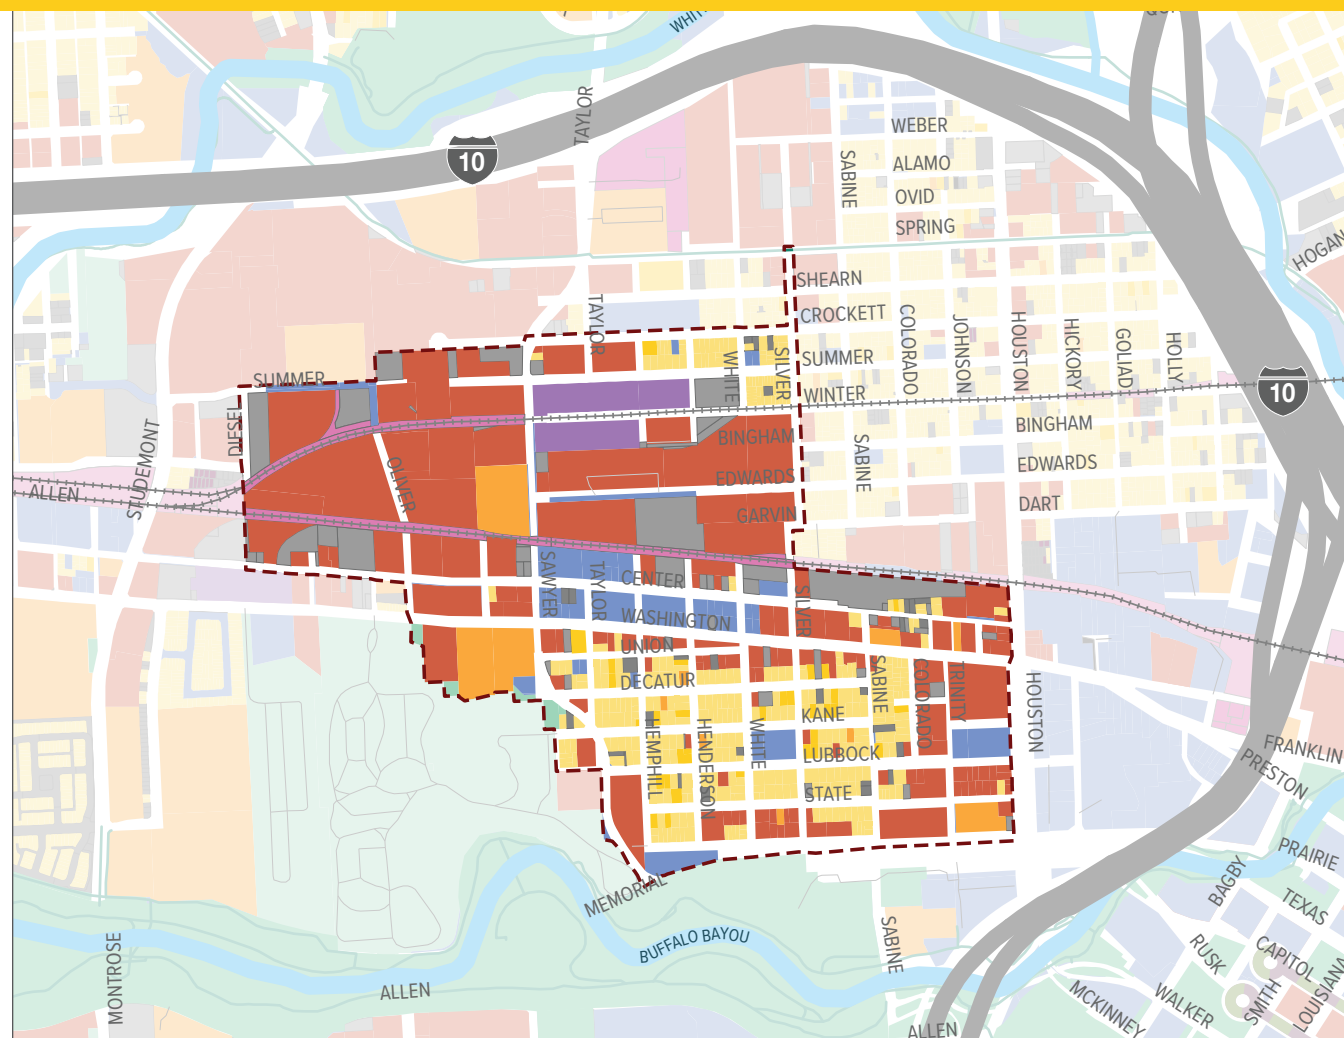 WHIT
TAYLOR
10
WEBER
SABINE
ALAMO
OVID
SPRING
HOGAN
SHEARN
CROCKETT
TAYLOR
COLORADO
JOHNSON
HOUSTON
HICKORY
GOLIAD
HOLLY
SUMMER
WHITE
SILVER
SUMMER
WINTER
10
DIESEL
STUDEMONT
OLIVER
BINGHAM
BINGHAM
SABINE
EDWARDS
EDWARDS
ALLEN
GARVIN
DART
SAWYER
TAYLOR
CENTER
SILVER
WASHINGTON
UNION
DECATUR
SABINE
COLORADO
TRINITY
HOUSTON
HEMPHILL
HENDERSON
WHITE
KANE
LUBBOCK
STATE
FRANKLIN
PRESTON
MEMORIAL
PRAIRIE
BAGBY
TEXAS
BUFFALO BAYOU
SABINE
MONTROSE
ALLEN
RUSK
CAPITOL
SMITH
LOUISIANA
MCKINNEY
WALKER
ALLEN